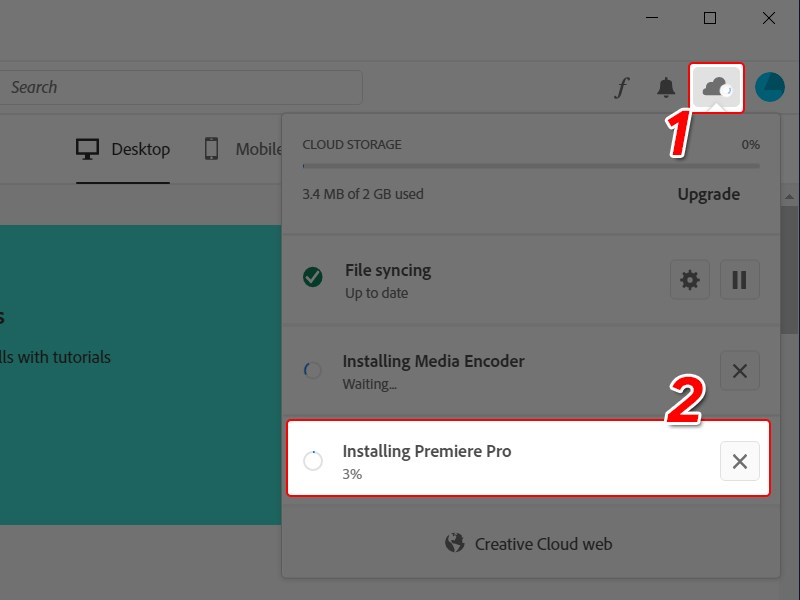 Search
f
1
Desktop
Mobile
CLOUD STORAGE 0%
3.4 MB of 2 GB used
Upgrade
File syncing
Up to date
s
lls with tutorials
Installing Media Encoder
Waiting...
2
Installing Premiere Pro
3%
Creative Cloud web